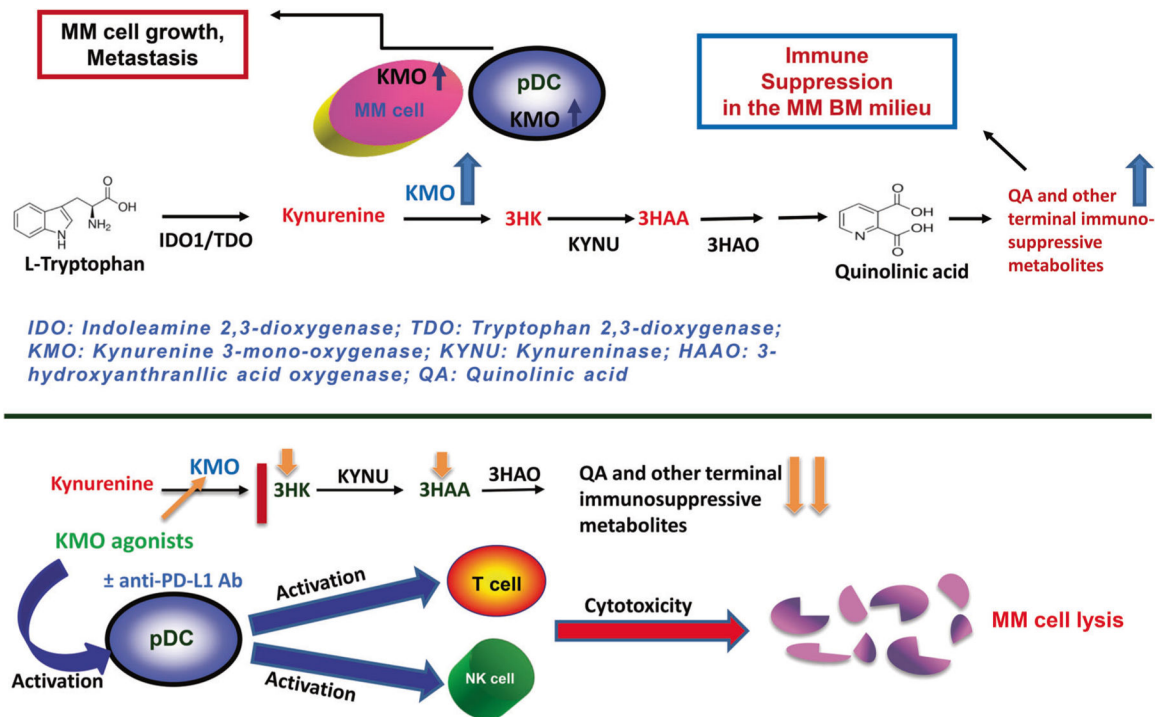 MM cell growth,
Metastasis
KMO
MM cell
pDC
KMO
Immune
Suppression
in the MM BM milieu
O
OH
NH₂
N
H
L-Tryptophan
IDO1/TDO
Kynurenine
KMO
3HK
KYNU
3HAA
3HAO
O
OH
OH
N
O
Quinolinic acid
QA and other
terminal immuno-
suppressive
metabolites
IDO: Indoleamine 2,3-dioxygenase; TDO: Tryptophan 2,3-dioxygenase;
KMO: Kynurenine 3-mono-oxygenase; KYNU: Kynureninase; HAAO: 3-
hydroxyanthranllic acid oxygenase; QA: Quinolinic acid
Kynurenine
KMO
3HK
KYNU
3HAA
3HAO
QA and other terminal
immunosuppressive
metabolites
KMO agonists
± anti-PD-L1 Ab
pDC
Activation
Activation
T cell
Activation
NK cell
Cytotoxicity
MM cell lysis